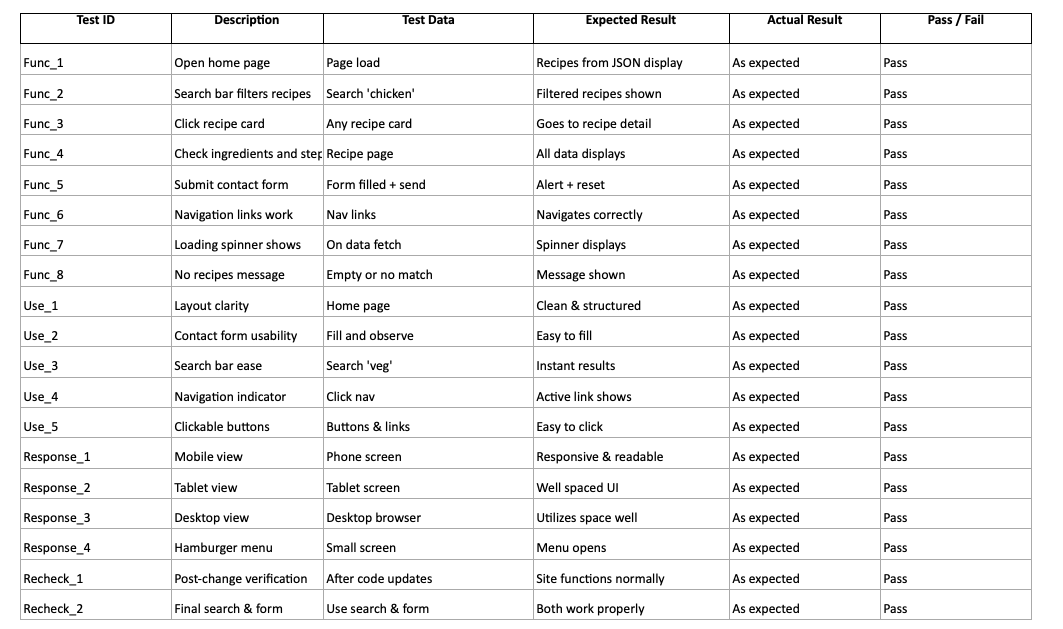 Test ID Description Test Data Expected Result Actual Result Pass / Fail
Func_1 Open home page Page load Recipes from JSON display As expected Pass
Func_2 Search bar filters recipes Search 'chicken' Filtered recipes shown As expected Pass
Func_3 Click recipe card Any recipe card Goes to recipe detail As expected Pass
Func_4 Check ingredients and step Recipe page All data displays As expected Pass
Func_5 Submit contact form Form filled + send Alert + reset As expected Pass
Func_6 Navigation links work Nav links Navigates correctly As expected Pass
Func_7 Loading spinner shows On data fetch Spinner displays As expected Pass
Func_8 No recipes message Empty or no match Message shown As expected Pass
Use_1 Layout clarity Home page Clean & structured As expected Pass
Use_2 Contact form usability Fill and observe Easy to fill As expected Pass
Use_3 Search bar ease Search 'veg' Instant results As expected Pass
Use_4 Navigation indicator Click nav Active link shows As expected Pass
Use_5 Clickable buttons Buttons & links Easy to click As expected Pass
Response_1 Mobile view Phone screen Responsive & readable As expected Pass
Response_2 Tablet view Tablet screen Well spaced UI As expected Pass
Response_3 Desktop view Desktop browser Utilizes space well As expected Pass
Response_4 Hamburger menu Small screen Menu opens As expected Pass
Recheck_1 Post-change verification After code updates Site functions normally As expected Pass
Recheck_2 Final search & form Use search & form Both work properly As expected Pass